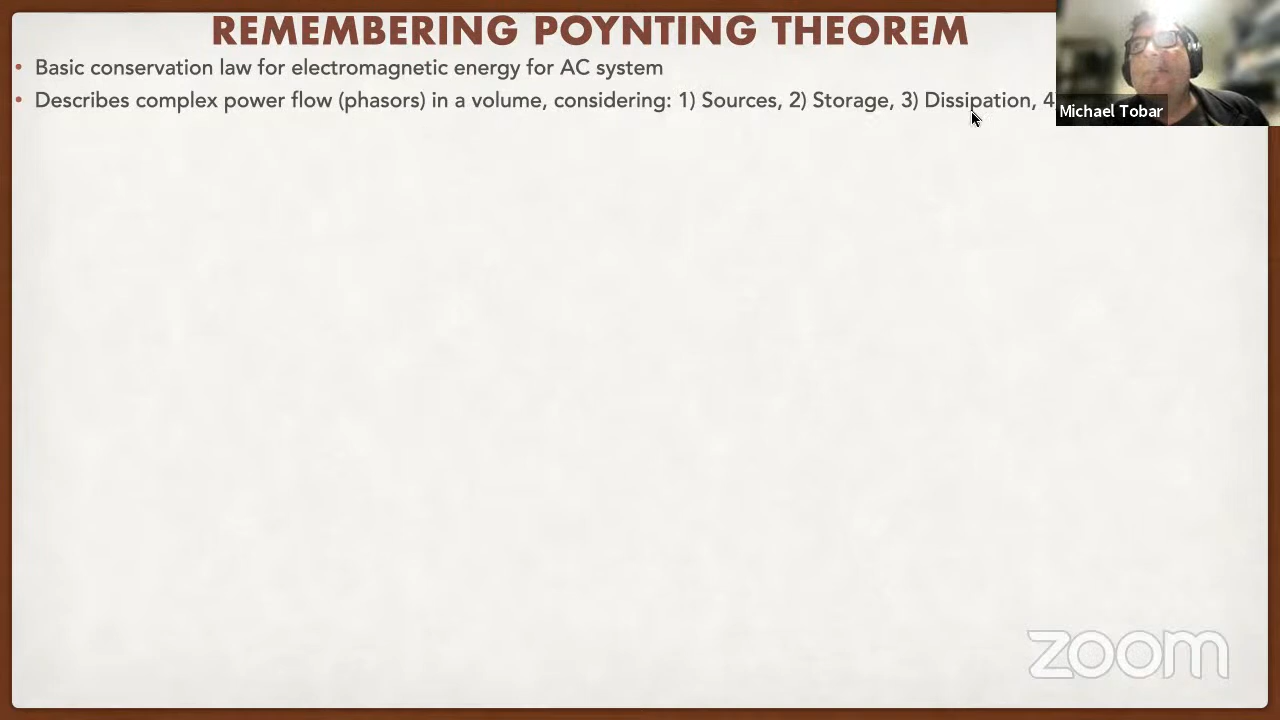 REMEMBERING POYNTING THEOREM
• Basic conservation law for electromagnetic energy for AC system
• Describes complex power flow (phasors) in a volume, considering: 1) Sources, 2) Storage, 3) Dissipation, 4
Michael Tobar
zoom